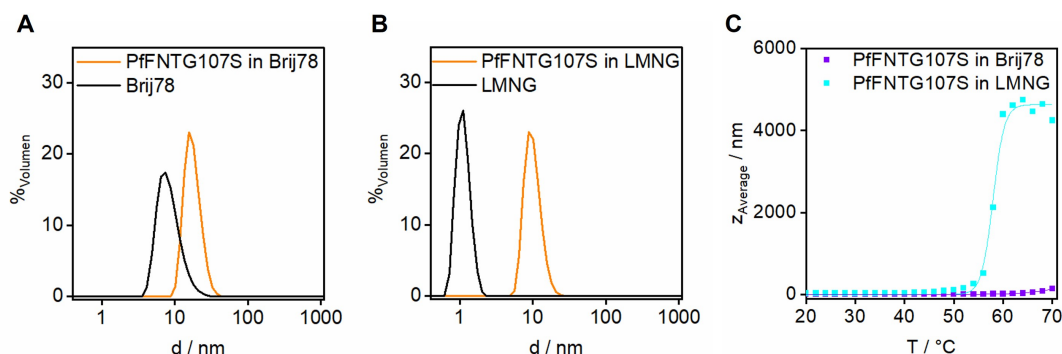 A
PfFNTG107S in Brij78
Brij78
%Volumen
30
20
10
0
1 10 100 1000
d / nm
B
PfFNTG107S in LMNG
LMNG
%Volumen
30
20
10
0
1 10 100 1000
d / nm
C
PfFNTG107S in Brij78
PfFNTG107S in LMNG
zAverage / nm
6000
4000
2000
0
20 30 40 50 60 70
T / °C